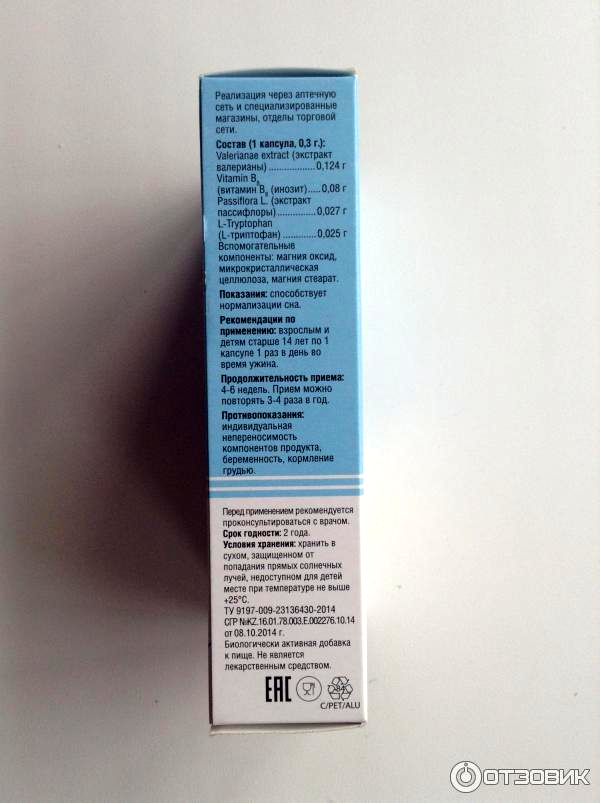 Реализация через аптечную
сеть и специализированные
магазины, отделы торговой
сети.
Состав (1 капсула, 0,3 г.):
Valerianae extract (экстракт
валерианы)..............0,124 г
Vitamin B8
(витамин B8 (инозит).....0,08 г
Passiflora L. (экстракт
пассифлоры)............0,027 г
L-Tryptophan
(L-триптофан)...........0,025 г
Вспомогательные
компоненты: магния оксид,
микрокристаллическая
целлюлоза, магния стеарат.
Показания: способствует
нормализации сна.
Рекомендации по
применению: взрослым и
детям старше 14 лет по 1
капсуле 1 раз в день во
время ужина.
Продолжительность приема:
4-6 недель. Прием можно
повторять 3-4 раза в год.
Противопоказания:
индивидуальная
непереносимость
компонентов продукта,
беременность, кормление
грудью.
Перед применением рекомендуется
проконсультироваться с врачом.
Срок годности: 2 года.
Условия хранения: хранить в
сухом, защищенном от
попадания прямых солнечных
лучей, недоступном для детей
месте при температуре не выше
+25°С.
ТУ 9197-009-23136430-2014
СГР №KZ.16.01.78.003.Е.002276.10.14
от 08.10.2014 г.
Биологически активная добавка
к пище. Не является
лекарственным средством.
ЕАС
84
C/PET/ALU
ОТЗОВИК